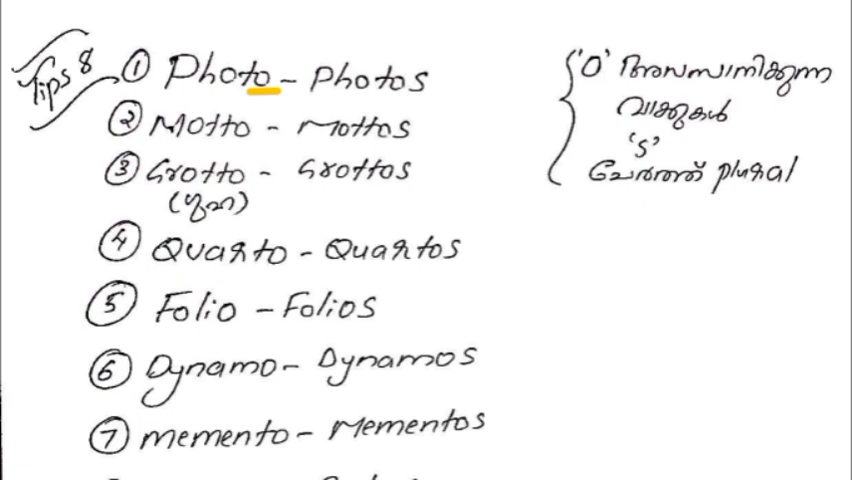 Tips 8
① Photo - Photos
② Motto - Mottos
③ Grotto - Grottos
(ഗുഹ)
④ Quarto - Quartos
⑤ Folio - Folios
⑥ Dynamo - Dynamos
⑦ memento - Mementos
'O' അവസാനിക്കുന്ന
വാക്കുകൾ
's'
ചേർത്ത് plural